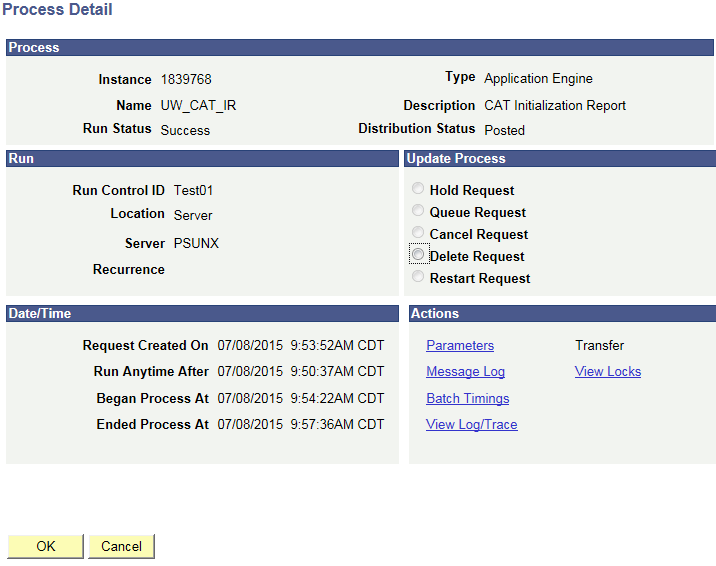 Process Detail
Process
Instance 1839768 Type Application Engine
Name UW_CAT_IR Description CAT Initialization Report
Run Status Success Distribution Status Posted
Run
Run Control ID Test01
Location Server
Server PSUNX
Recurrence
Update Process
Hold Request
Queue Request
Cancel Request
Delete Request
Restart Request
Date/Time
Request Created On 07/08/2015 9:53:52AM CDT
Run Anytime After 07/08/2015 9:50:37AM CDT
Began Process At 07/08/2015 9:54:22AM CDT
Ended Process At 07/08/2015 9:57:36AM CDT
Actions
Parameters Transfer
Message Log View Locks
Batch Timings
View Log/Trace
OK Cancel